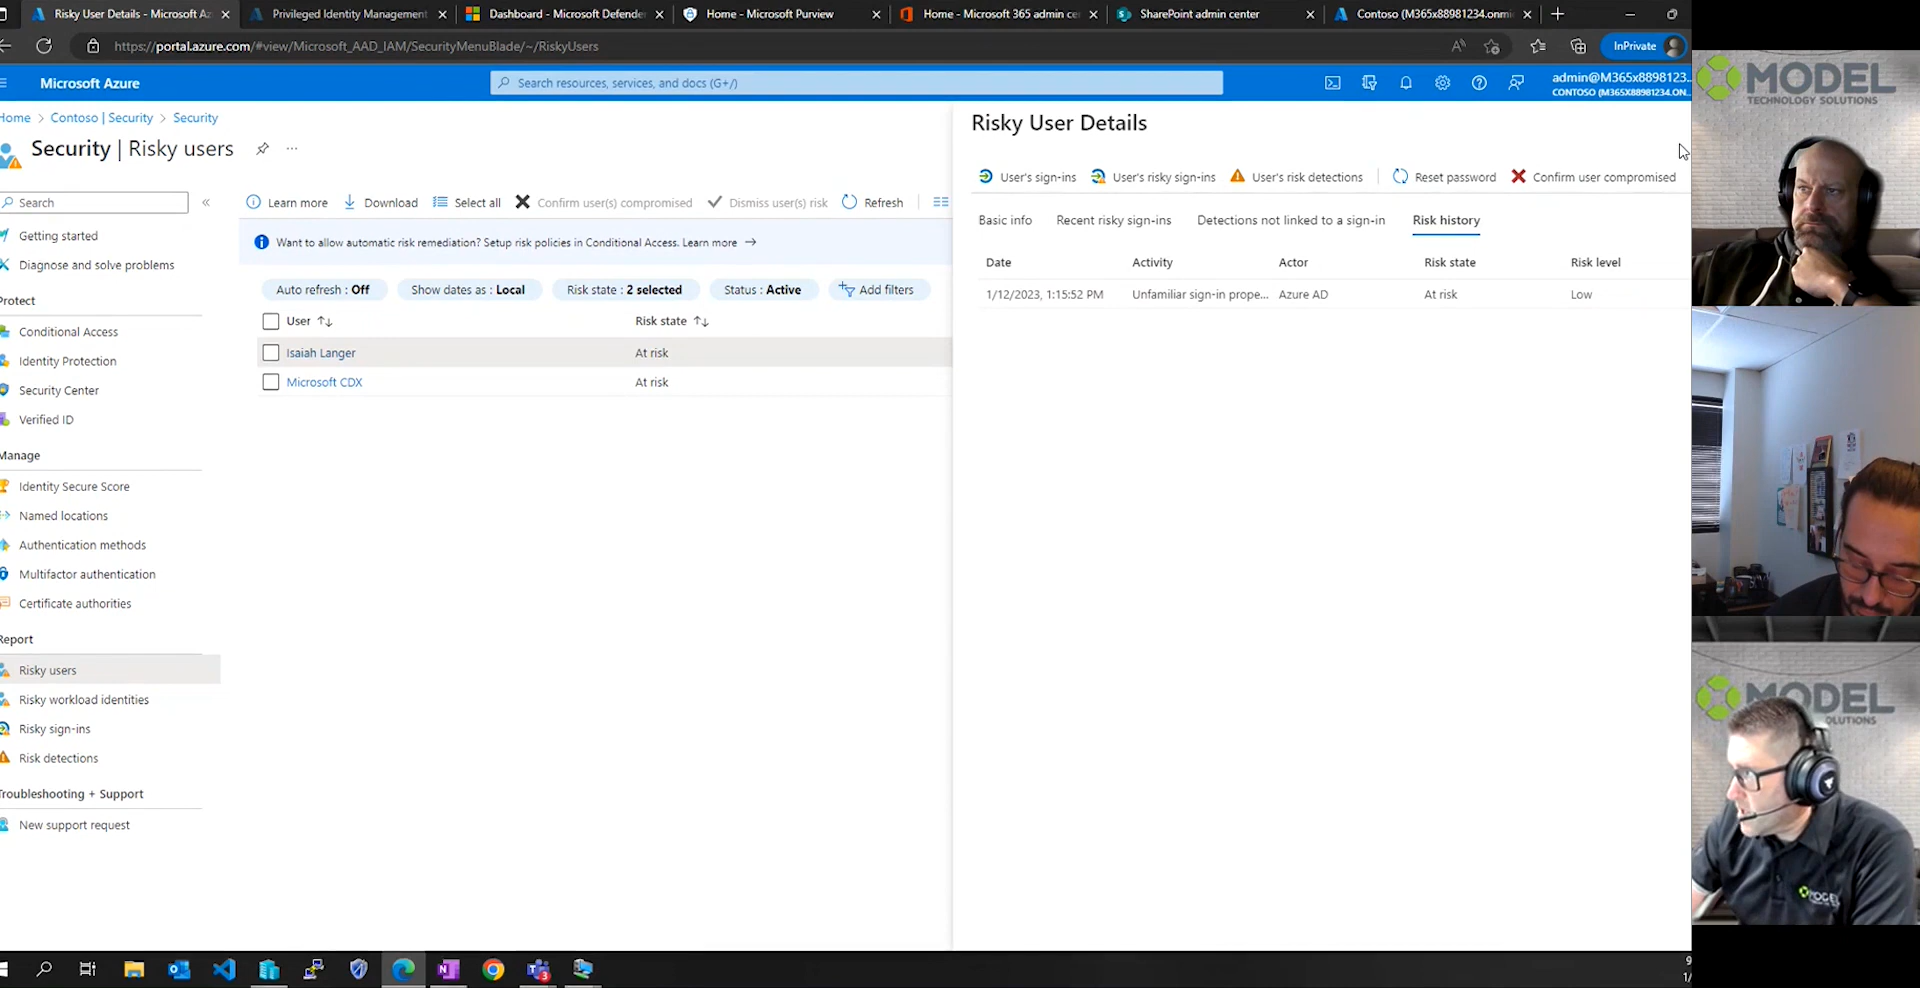 Risky User Details - Microsoft Az
Privileged Identity Management
Dashboard - Microsoft Defende
Home - Microsoft Purview
Home - Microsoft 365 admin ce
SharePoint admin center
Contoso (M365x88981234.onmi
https://portal.azure.com/#view/Microsoft_AAD_IAM/SecurityMenuBlade/~/RiskyUsers
InPrivate
Microsoft Azure
Search resources, services, and docs (G+/)
admin@M365x8898123...
CONTOSO (M365X88981234.ON...
Home > Contoso | Security > Security
Security | Risky users
...
Search
«
Getting started
Diagnose and solve problems
Protect
Conditional Access
Identity Protection
Security Center
Verified ID
Manage
Identity Secure Score
Named locations
Authentication methods
Multifactor authentication
Certificate authorities
Report
Risky users
Risky workload identities
Risky sign-ins
Risk detections
Troubleshooting + Support
New support request
Learn more
Download
Select all
Confirm user(s) compromised
Dismiss user(s) risk
Refresh
Want to allow automatic risk remediation? Setup risk policies in Conditional Access. Learn more →
Auto refresh : Off
Show dates as : Local
Risk state : 2 selected
Status : Active
Add filters
User ↑↓ Risk state ↑↓
Isaiah Langer At risk
Microsoft CDX At risk
Risky User Details
User's sign-ins
User's risky sign-ins
User's risk detections
Reset password
Confirm user compromised
Basic info
Recent risky sign-ins
Detections not linked to a sign-in
Risk history
Date Activity Actor Risk state Risk level
1/12/2023, 1:15:52 PM Unfamiliar sign-in prope... Azure AD At risk Low
MODEL
TECHNOLOGY SOLUTIONS
MODEL
OLUTIONS
MODEL